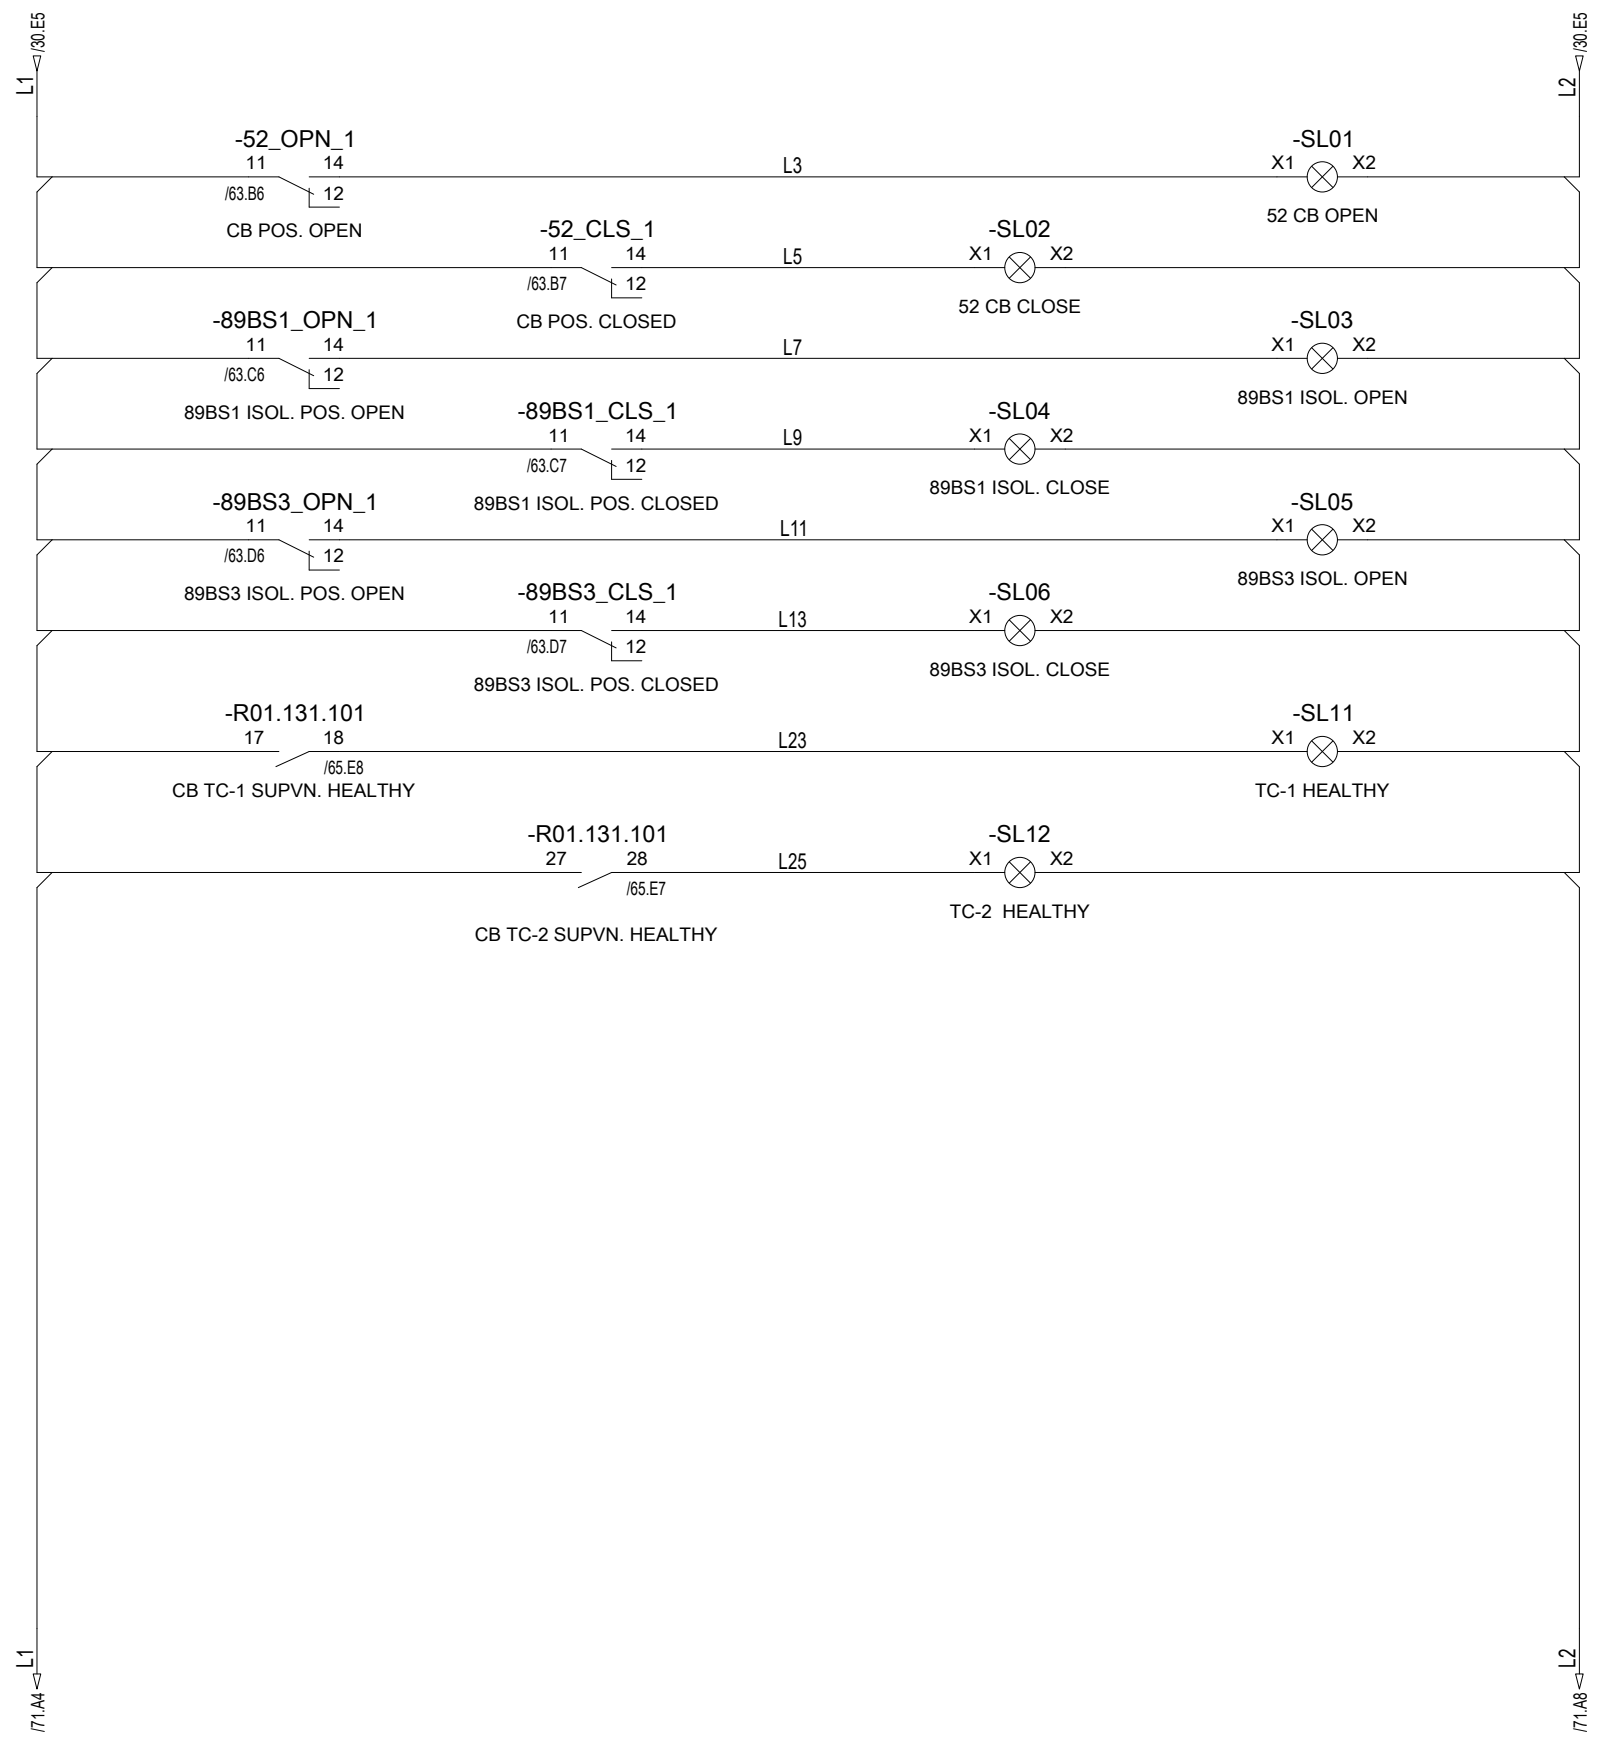 /30.E5
/30.E5
L1
L2
-52_OPN_1
-SL01
11 14
L3
X1 X2
/63.B6 12
52 CB OPEN
CB POS. OPEN
-52_CLS_1
-SL02
11 14
L5
X1 X2
/63.B7 12
52 CB CLOSE
CB POS. CLOSED
-89BS1_OPN_1
-SL03
11 14
L7
X1 X2
/63.C6 12
89BS1 ISOL. OPEN
89BS1 ISOL. POS. OPEN
-89BS1_CLS_1
-SL04
11 14
L9
X1 X2
/63.C7 12
89BS1 ISOL. CLOSE
89BS1 ISOL. POS. CLOSED
-89BS3_OPN_1
-SL05
11 14
L11
X1 X2
/63.D6 12
89BS3 ISOL. OPEN
89BS3 ISOL. POS. OPEN
-89BS3_CLS_1
-SL06
11 14
L13
X1 X2
/63.D7 12
89BS3 ISOL. CLOSE
89BS3 ISOL. POS. CLOSED
-R01.131.101
-SL11
17 18
L23
X1 X2
/65.E8
CB TC-1 SUPVN. HEALTHY
TC-1 HEALTHY
-R01.131.101
-SL12
27 28
L25
X1 X2
/65.E7
TC-2 HEALTHY
CB TC-2 SUPVN. HEALTHY
L1
L2
/71.A4
/71.A8